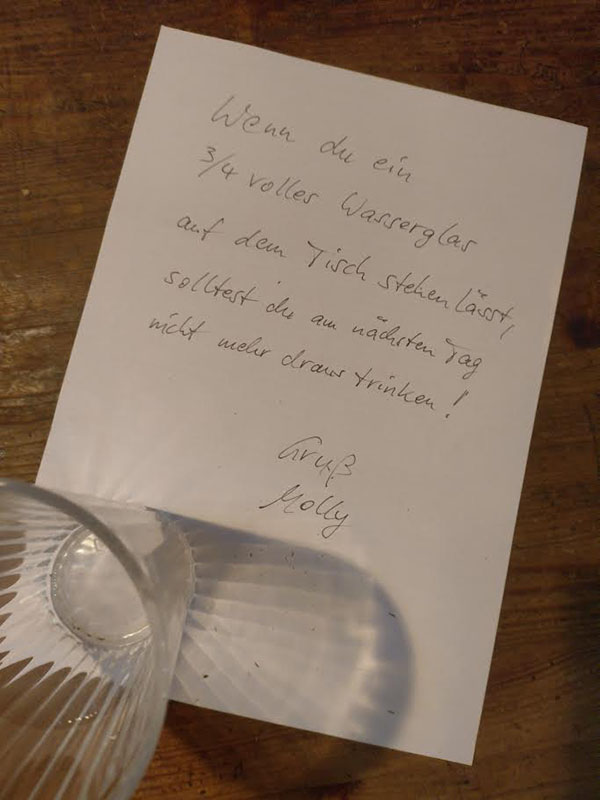 Wenn du ein
3/4 volles Wasserglas
auf dem Tisch stehen lässt,
solltest du am nächsten Tag
nicht mehr draus trinken!
Gruß
Molly